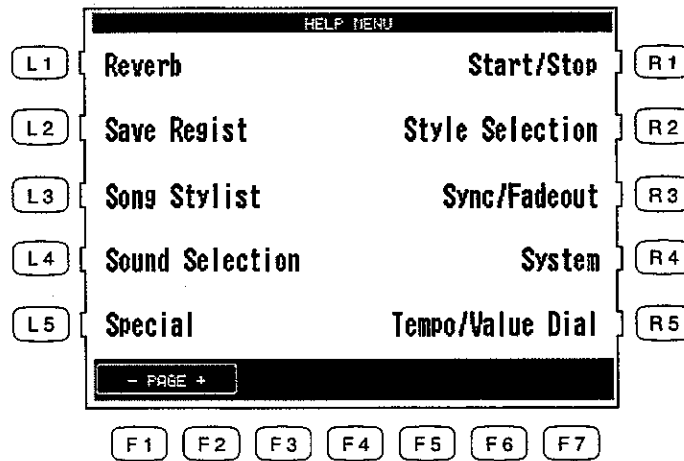 HELP MENU
L1 Reverb Start/Stop R1
L2 Save Regist Style Selection R2
L3 Song Stylist Sync/Fadeout R3
L4 Sound Selection System R4
L5 Special Tempo/Value Dial R5
- PAGE +
F1 F2 F3 F4 F5 F6 F7